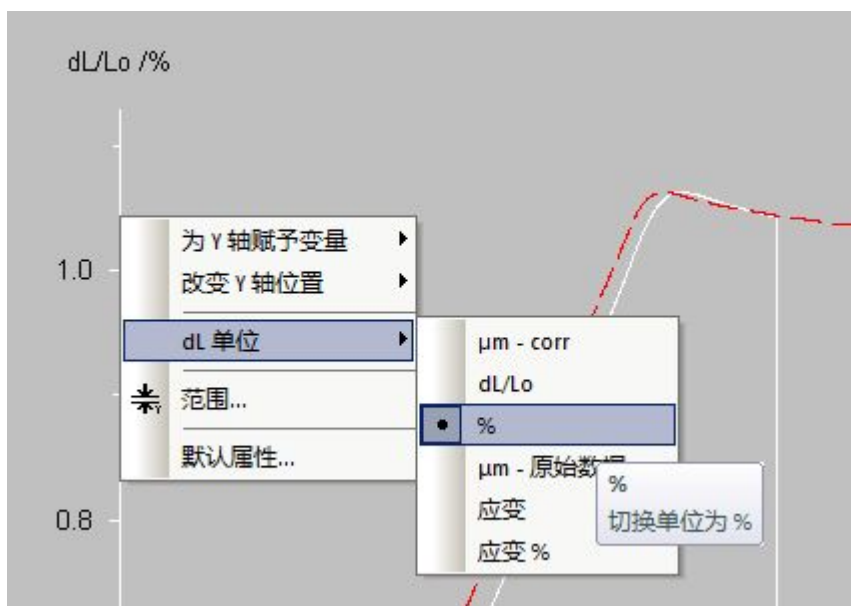 dL/Lo /%
1.0
0.8
为 Y 轴赋予变量
改变 Y 轴位置
dL 单位
范围...
默认属性...
µm - corr
dL/Lo
%
µm - 原始数据
应变
应变 %
%
切换单位为 %